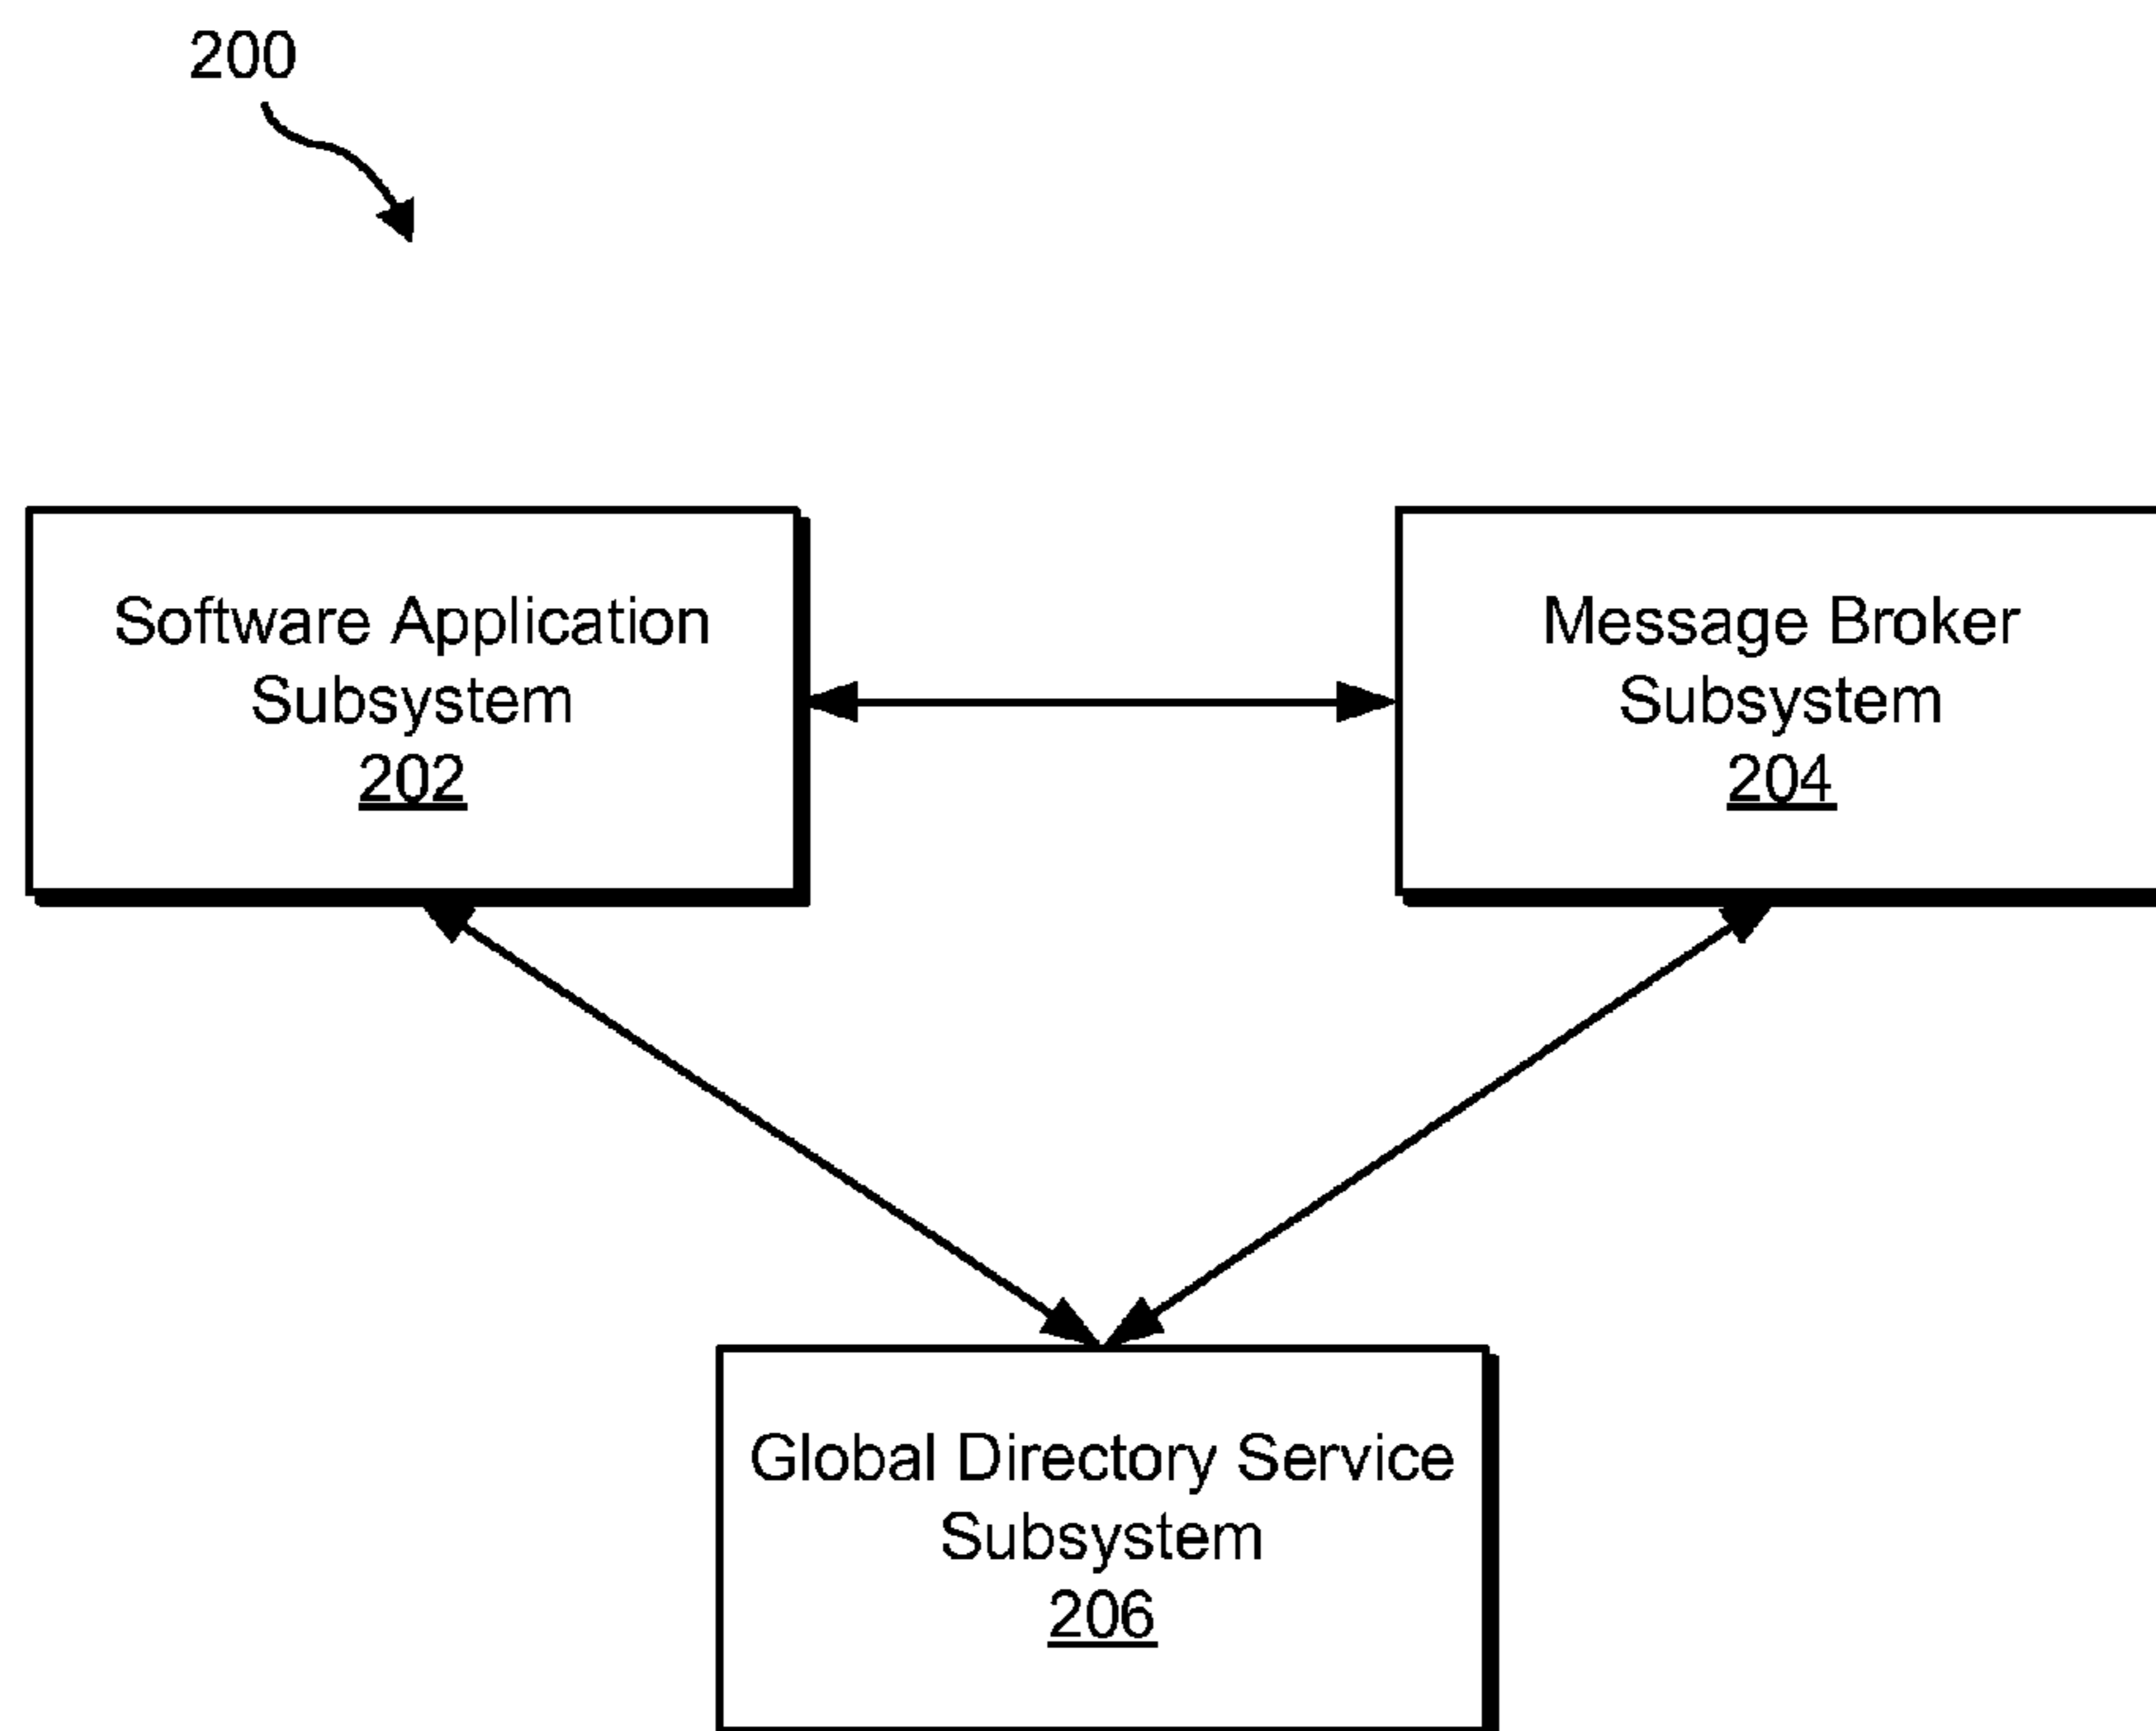 200
Software Application
Subsystem
202
Message Broker
Subsystem
204
Global Directory Service
Subsystem
206